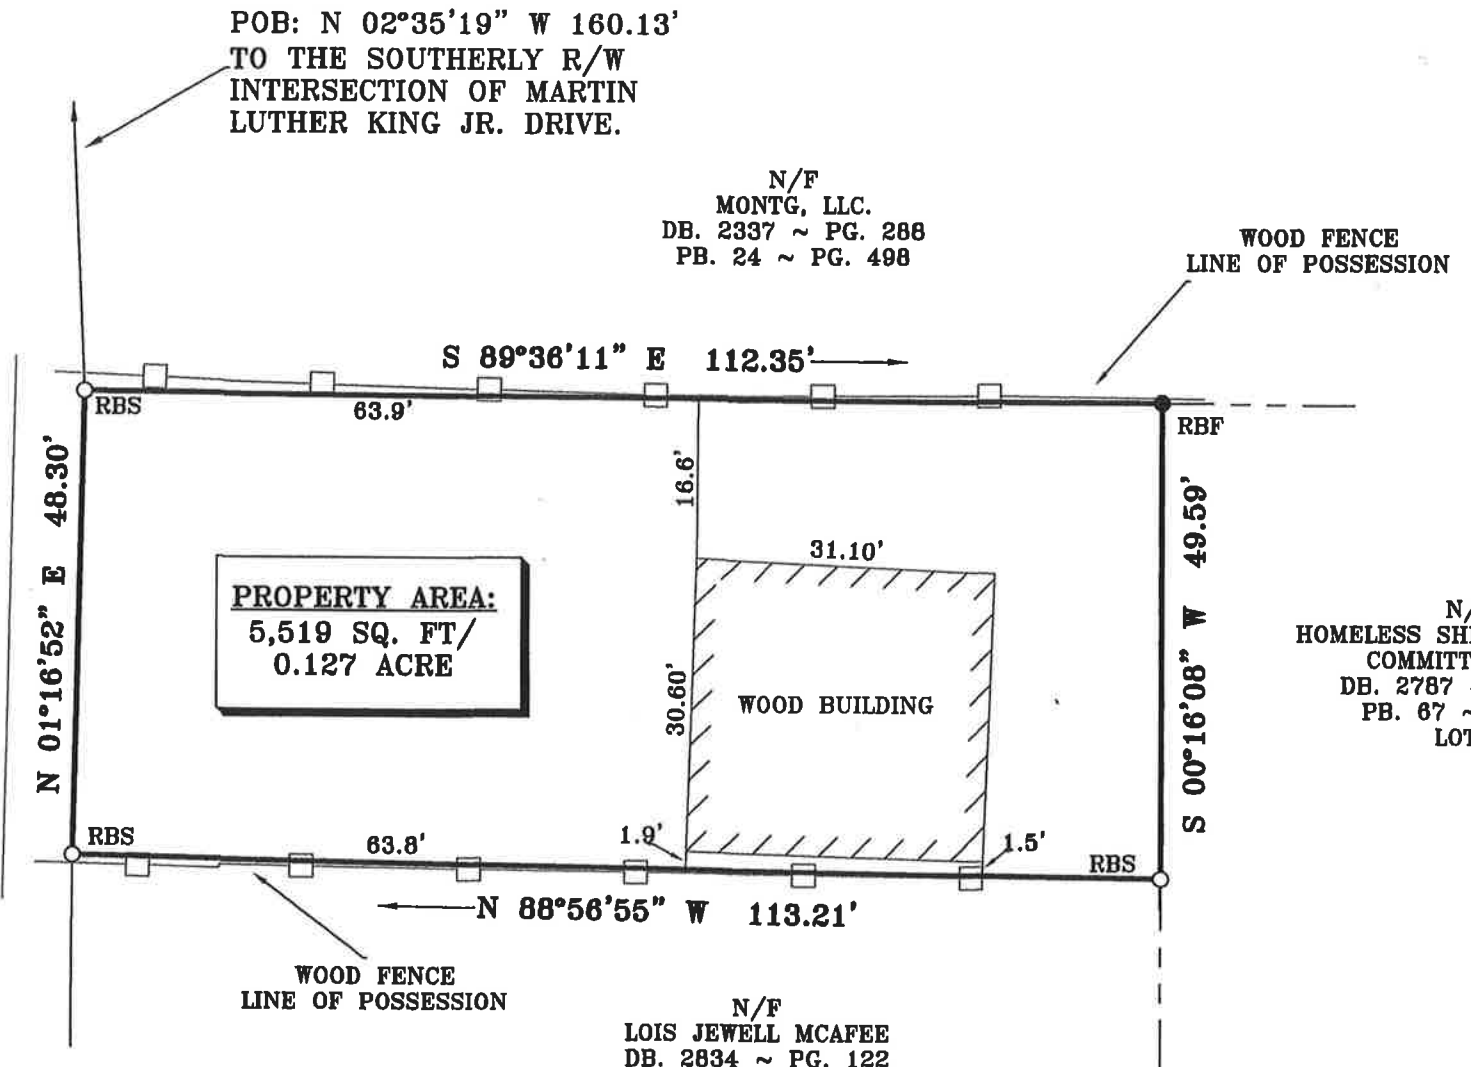 POB: N 02°35'19" W 160.13'
TO THE SOUTHERLY R/W
INTERSECTION OF MARTIN
LUTHER KING JR. DRIVE.
N/F
MONTG, LLC.
DB. 2337 ~ PG. 288
PB. 24 ~ PG. 498
WOOD FENCE
LINE OF POSSESSION
S 89°36'11" E 112.35'
RBS
63.9'
RBF
N 01°16'52" E 48.30'
16.6'
S 00°16'08" W 49.59'
31.10'
PROPERTY AREA:
5,519 SQ. FT/
0.127 ACRE
30.60'
WOOD BUILDING
N/
HOMELESS SH
COMMITT
DB. 2787
PB. 67 ~
LOT
RBS
63.8'
1.9'
1.5'
RBS
N 88°56'55" W 113.21'
WOOD FENCE
LINE OF POSSESSION
N/F
LOIS JEWELL MCAFEE
DB. 2834 ~ PG. 122